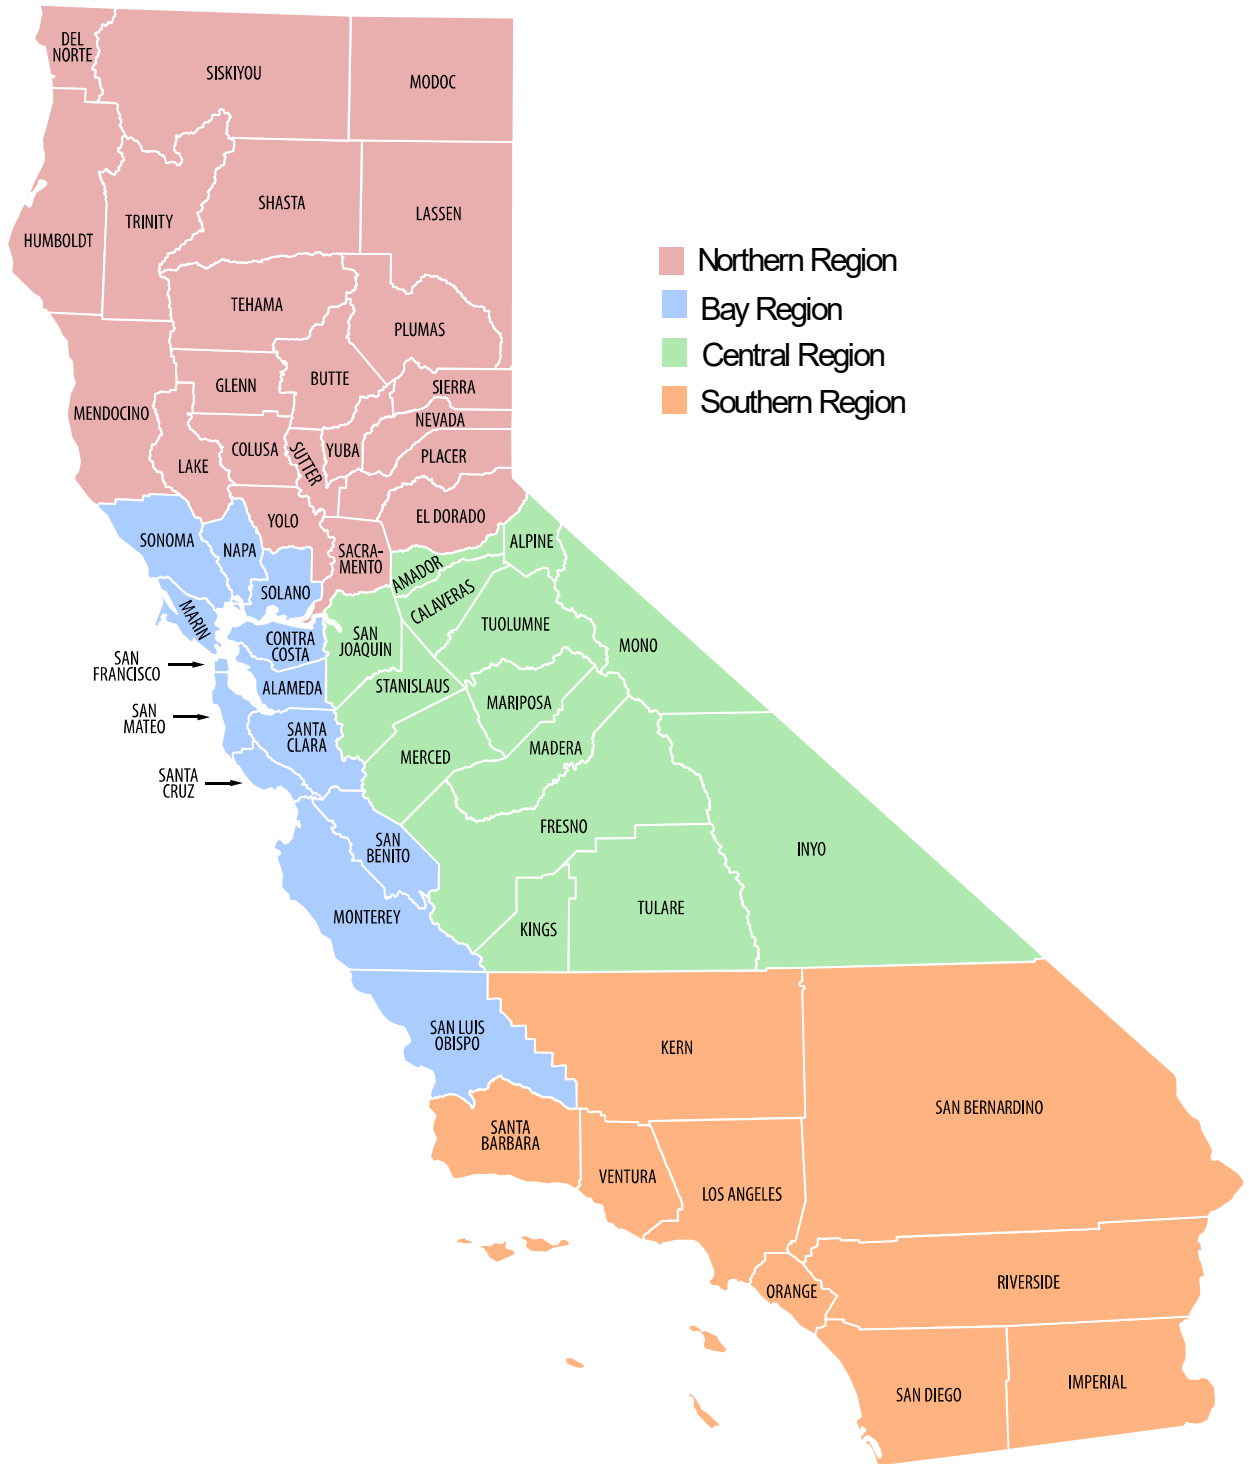 DEL
NORTE
SISKIYOU
MODOC
HUMBOLDT
TRINITY
SHASTA
LASSEN
TEHAMA
PLUMAS
GLENN
BUTTE
SIERRA
MENDOCINO
NEVADA
LAKE
COLUSA
SUTTER
YUBA
PLACER
YOLO
EL DORADO
SACRA-
MENTO
Northern Region
Bay Region
Central Region
Southern Region
SONOMA
NAPA
SOLANO
MARIN
CONTRA
COSTA
SAN
FRANCISCO
ALAMEDA
SAN
MATEO
SANTA
CLARA
SANTA
CRUZ
SAN
BENITO
MONTEREY
SAN LUIS
OBISPO
ALPINE
AMADOR
CALAVERAS
SAN
JOAQUIN
TUOLUMNE
MONO
STANISLAUS
MARIPOSA
MERCED
MADERA
FRESNO
INYO
KINGS
TULARE
KERN
SAN BERNARDINO
SANTA
BARBARA
VENTURA
LOS ANGELES
ORANGE
RIVERSIDE
SAN DIEGO
IMPERIAL